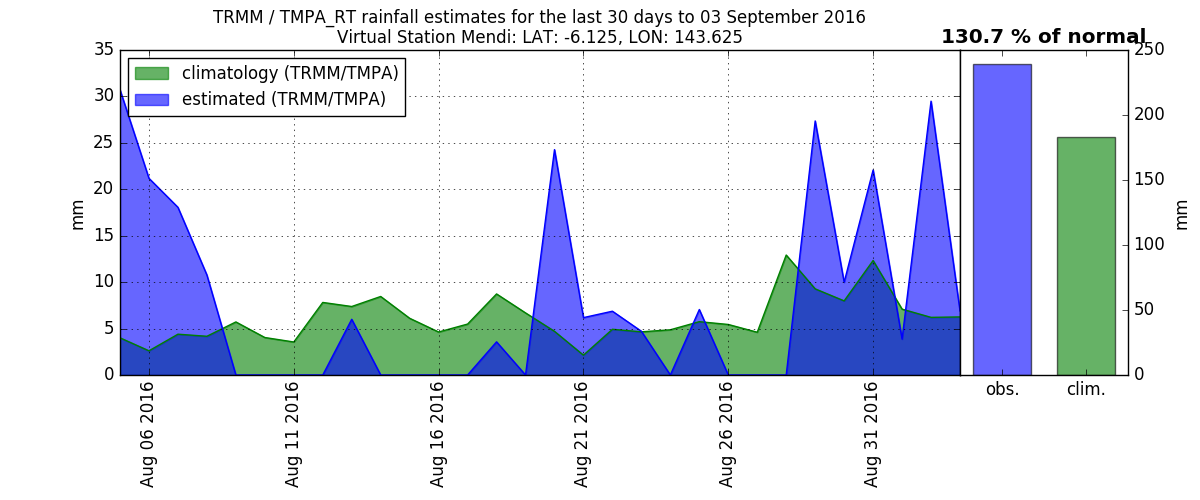 TRMM / TMPA_RT rainfall estimates for the last 30 days to 03 September 2016
Virtual Station Mendi: LAT: -6.125, LON: 143.625
130.7 % of normal
climatology (TRMM/TMPA)
estimated (TRMM/TMPA)
35
30
25
20
15
10
5
0
mm
Aug 06 2016
Aug 11 2016
Aug 16 2016
Aug 21 2016
Aug 26 2016
Aug 31 2016
250
200
150
100
50
0
mm
obs.
clim.